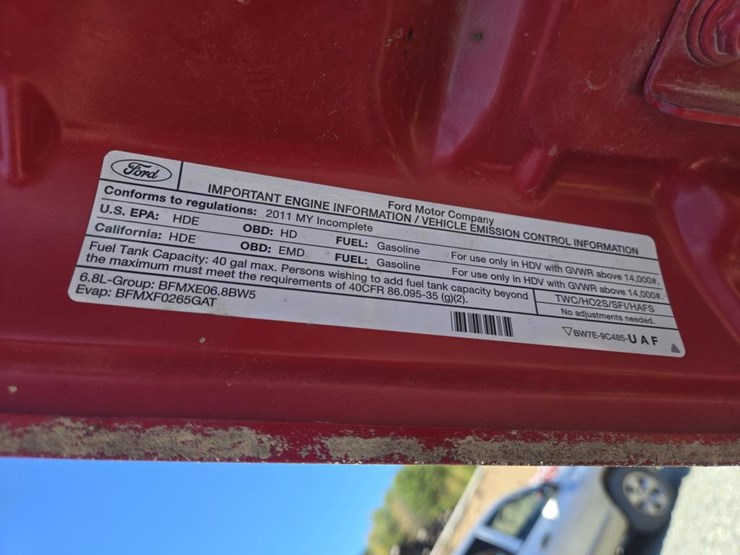 Ford
Ford Motor Company
IMPORTANT ENGINE INFORMATION / VEHICLE EMISSION CONTROL INFORMATION
Conforms to regulations: 2011 MY Incomplete
U.S. EPA: HDE OBD: HD FUEL: Gasoline For use only in HDV with GVWR above 14,000#.
California: HDE OBD: EMD FUEL: Gasoline For use only in HDV with GVWR above 14,000#.
Fuel Tank Capacity: 40 gal max. Persons wishing to add fuel tank capacity beyond
the maximum must meet the requirements of 40CFR 86.095-35 (g)(2).
TWC/HO2S/SFI/HAFS
No adjustments needed.
6.8L-Group: BFMXE06.8BW5
Evap: BFMXF0265GAT
BW7E-9C485-UAF